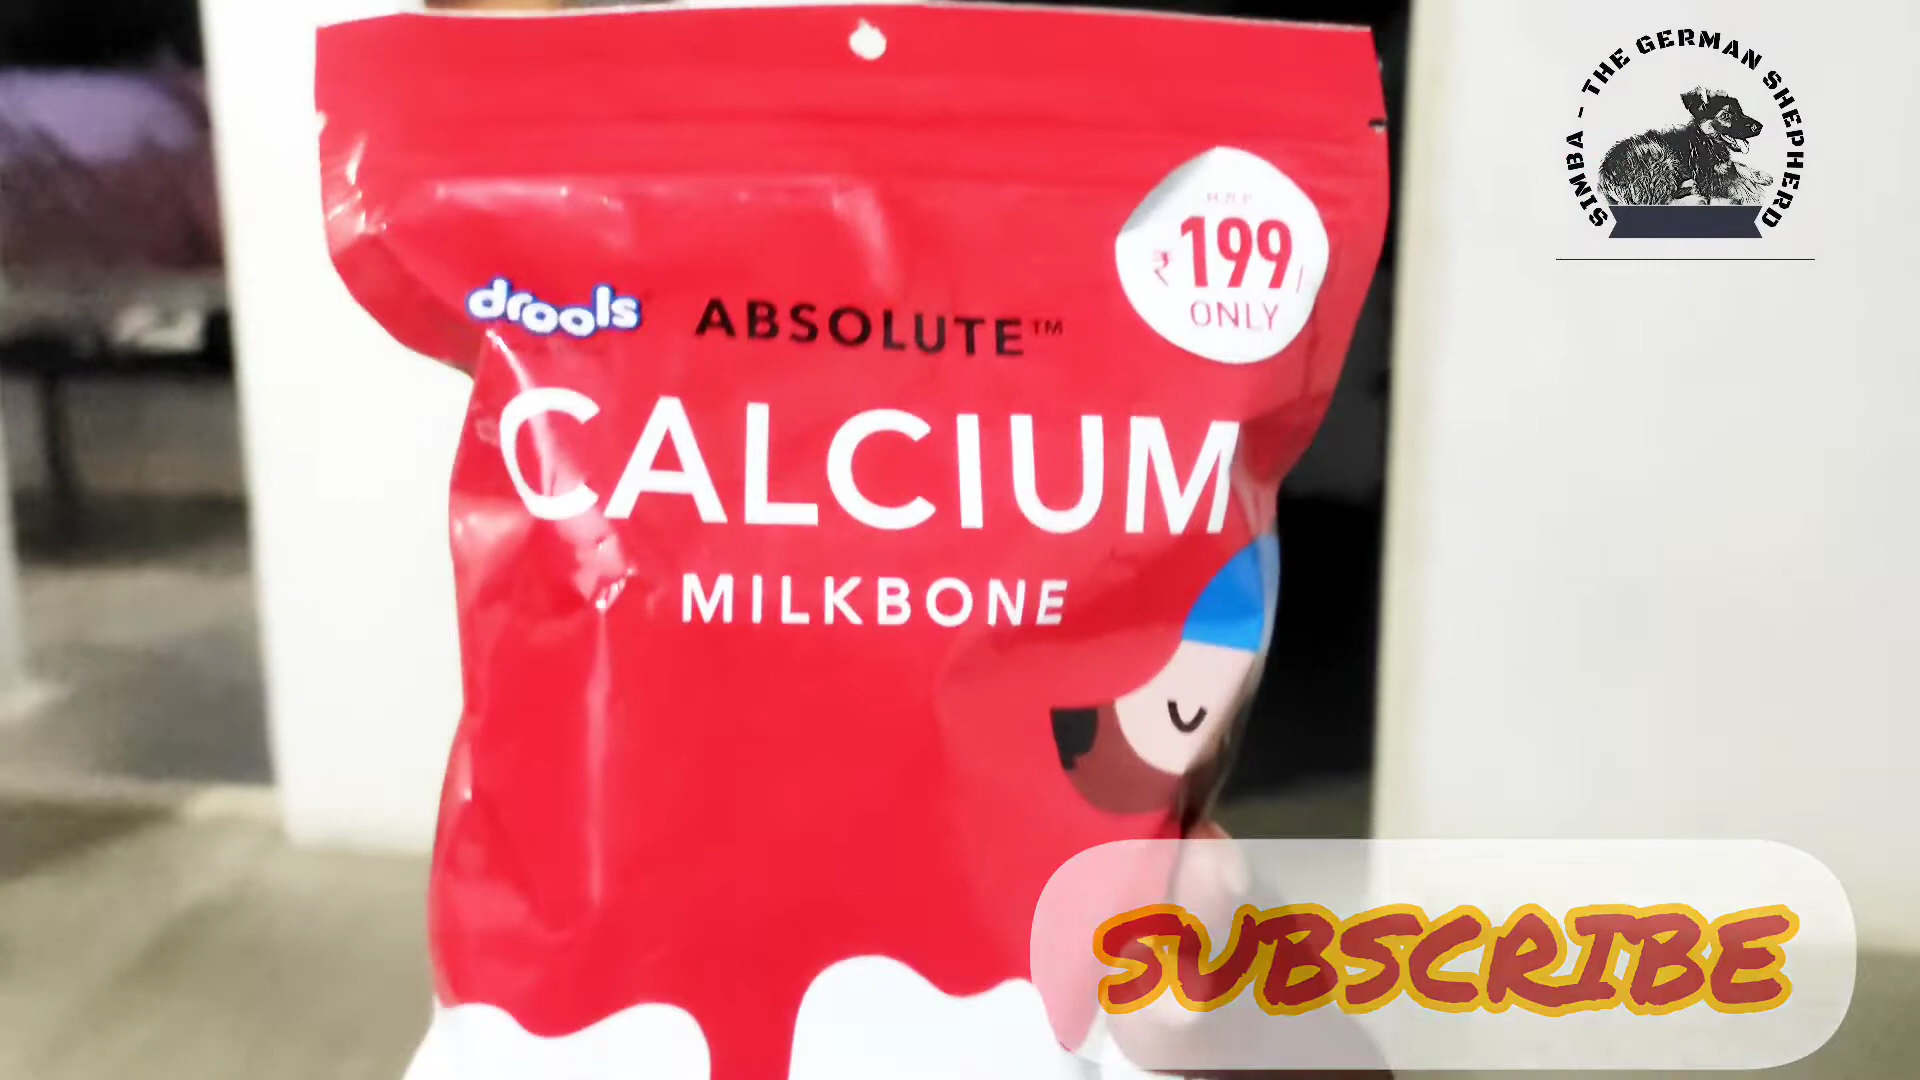 SIMBA - THE GERMAN SHEPHERD
M.R.P.
₹199/
ONLY
drools ABSOLUTE™
CALCIUM
MILKBONE
SUBSCRIBE